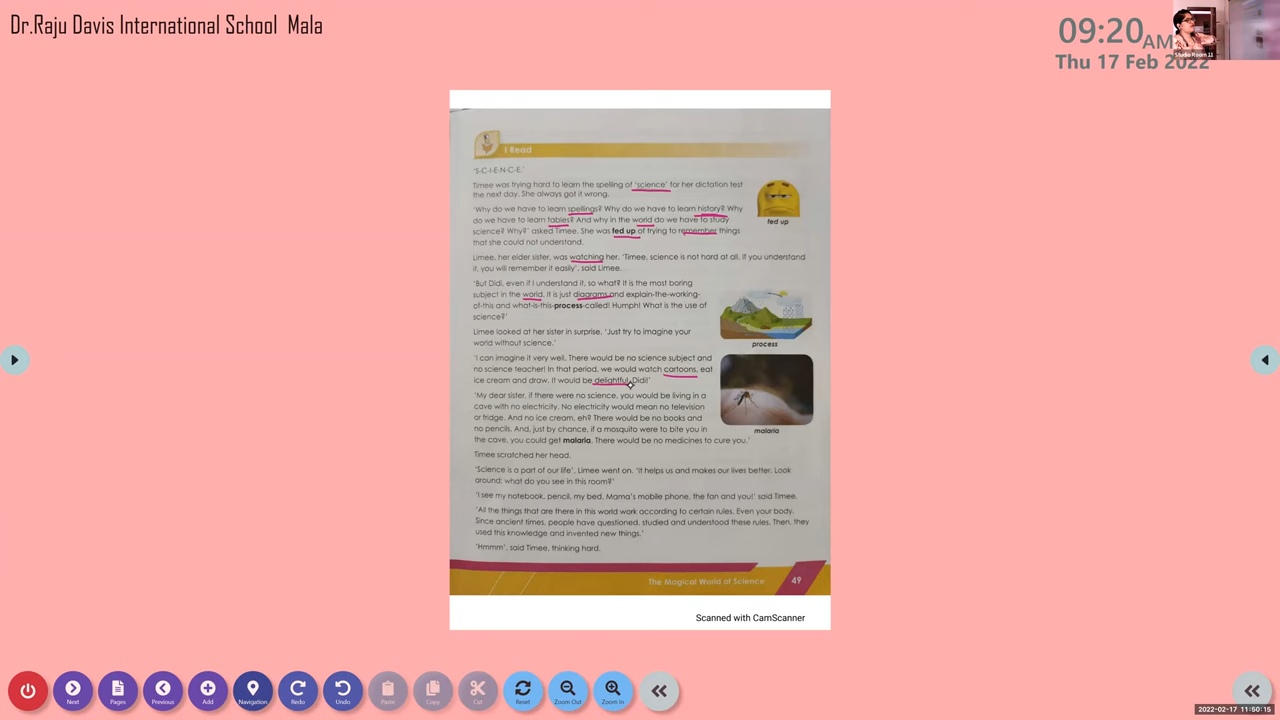 Dr.Raju Davis International School Mala
09:20 AM
Thu 17 Feb 2022
Studio Room 11
I Read
'S-C-I-E-N-C-E.'
Timee was trying hard to learn the spelling of 'science' for her dictation test
the next day. She always got it wrong.
'Why do we have to learn spellings? Why do we have to learn history? Why
do we have to learn tables? And why in the world do we have to study
science? Why?' asked Timee. She was fed up of trying to remember things
that she could not understand.
fed up
Limee, her elder sister, was watching her. 'Timee, science is not hard at all. If you understand
it, you will remember it easily', said Limee.
'But Didi, even if I understand it, so what? It is the most boring
subject in the world. It is just diagrams and explain-the-working-
of-this and what-is-this-process-called! Humph! What is the use of
science?'
Limee looked at her sister in surprise. 'Just try to imagine your
world without science.'
process
'I can imagine it very well. There would be no science subject and
no science teacher! In that period, we would watch cartoons, eat
ice cream and draw. It would be delightful, Didi!'
'My dear sister, if there were no science, you would be living in a
cave with no electricity. No electricity would mean no television
or fridge. And no ice cream, eh? There would be no books and
no pencils. And, just by chance, if a mosquito were to bite you in
the cave, you could get malaria. There would be no medicines to cure you.'
malaria
Timee scratched her head.
'Science is a part of our life', Limee went on. 'It helps us and makes our lives better. Look
around; what do you see in this room?'
'I see my notebook, pencil, my bed, Mama's mobile phone, the fan and you!' said Timee.
'All the things that are there in this world work according to certain rules. Even your body.
Since ancient times, people have questioned, studied and understood these rules. Then, they
used this knowledge and invented new things.'
'Hmmm', said Timee, thinking hard.
The Magical World of Science 49
Scanned with CamScanner
Next Pages Previous Add Navigation Redo Undo Paste Copy Cut Reset Zoom Out Zoom In
2022-02-17 11:50:15